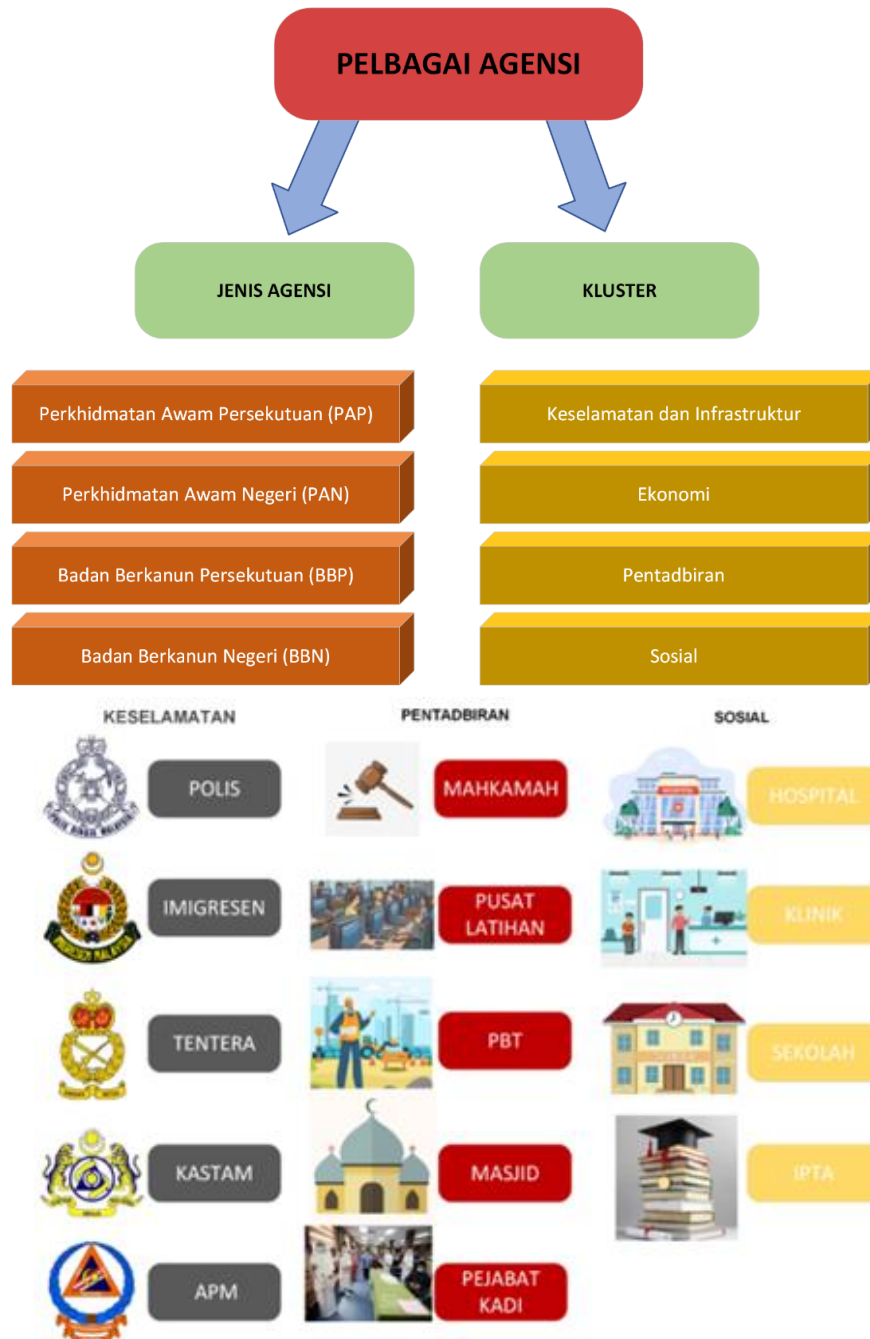 PELBAGAI AGENSI
JENIS AGENSI
KLUSTER
Perkhidmatan Awam Persekutuan (PAP)
Keselamatan dan Infrastruktur
Perkhidmatan Awam Negeri (PAN)
Ekonomi
Badan Berkanun Persekutuan (BBP)
Pentadbiran
Badan Berkanun Negeri (BBN)
Sosial
KESELAMATAN
PENTADBIRAN
SOSIAL
POLIS
MAHKAMAH
HOSPITAL
IMIGRESEN
PUSAT
LATIHAN
KLINIK
TENTERA
PBT
SEKOLAH
KASTAM
MASJID
IPTA
APM
PEJABAT
KADI